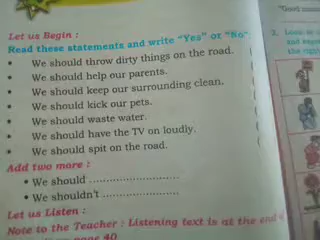 Let us Begin :
Read these statements and write "Yes" or "No"
• We should throw dirty things on the road.
• We should help our parents.
• We should keep our surrounding clean.
• We should kick our pets.
• We should waste water.
• We should have the TV on loudly.
• We should spit on the road.
Add two more :
• We should ........................
• We shouldn't ....................
Let us Listen :
Note to the Teacher : Listening text is at the end
page 40
2.